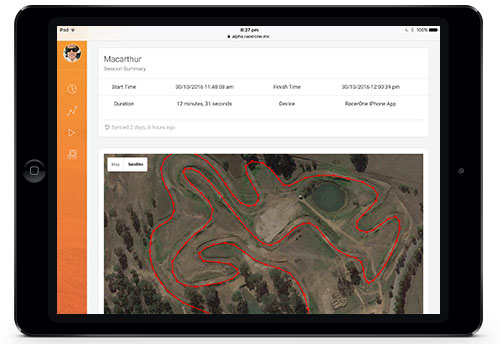 iPad
8:27 pm
100%
alpha.racerone.mx
Macarthur
Session Summary
Start Time 30/10/2016 11:48:08 am Finish Time 30/10/2016 12:00:39 pm
Duration 12 minutes, 31 seconds Device RacerOne iPhone App
Synced 2 days, 6 hours ago
Map Satellite